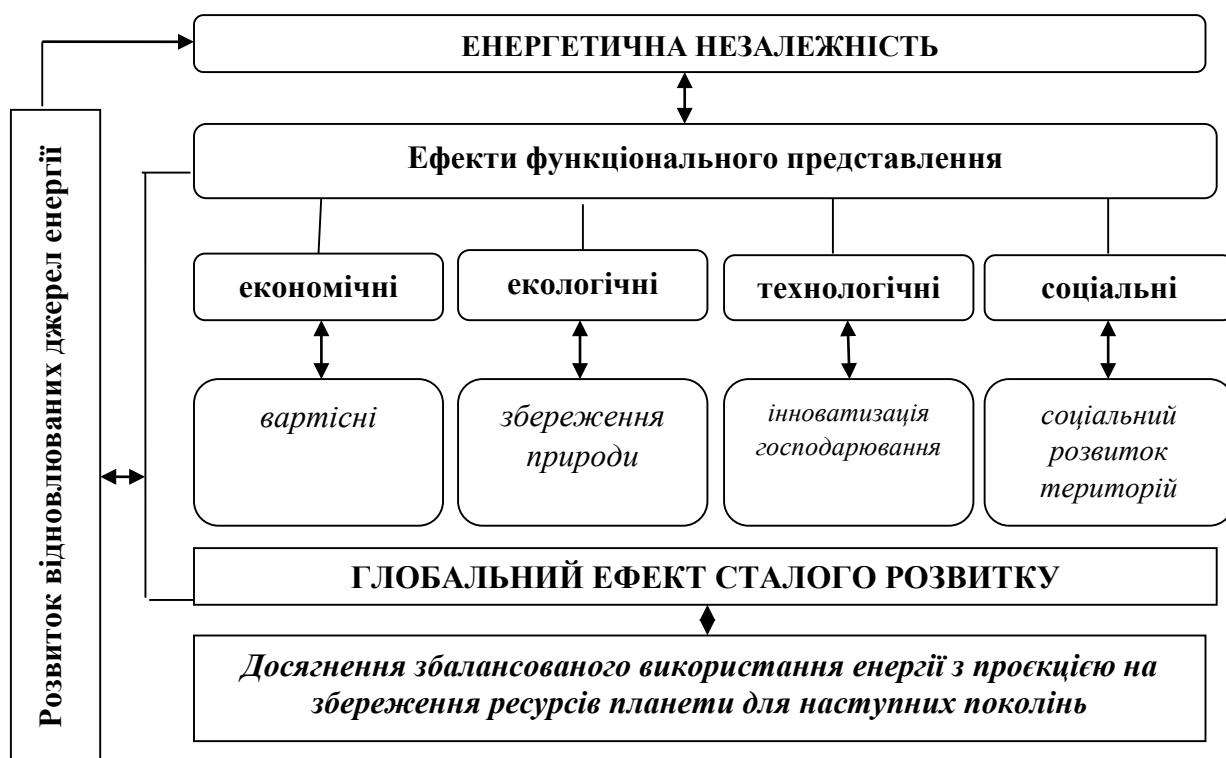 ЕНЕРГЕТИЧНА НЕЗАЛЕЖНІСТЬ
Розвиток відновлюваних джерел енергії
Ефекти функціонального представлення
економічні
екологічні
технологічні
соціальні
вартісні
збереження
природи
інноватизація
господарювання
соціальний
розвиток
територій
ГЛОБАЛЬНИЙ ЕФЕКТ СТАЛОГО РОЗВИТКУ
Досягнення збалансованого використання енергії з проєкцією на
збереження ресурсів планети для наступних поколінь